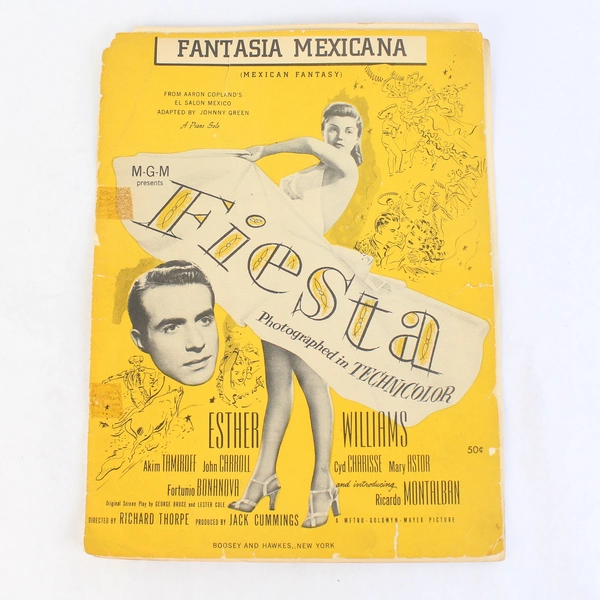 FANTASIA MEXICANA
(MEXICAN FANTASY)
FROM AARON COPLAND'S
EL SALON MEXICO
ADAPTED BY JOHNNY GREEN
A Piano Solo
M-G-M
presents
Fiesta
Photographed in TECHNICOLOR
ESTHER WILLIAMS
50¢
Akim TAMIROFF John CARROLL Cyd CHARISSE Mary ASTOR
Fortunio BONANOVA and introducing Ricardo MONTALBAN
Original Screen Play by GEORGE BRUCE and LESTER COLE
DIRECTED BY RICHARD THORPE PRODUCED BY JACK CUMMINGS A METRO-GOLDWYN-MAYER PICTURE
BOOSEY AND HAWKES, NEW YORK